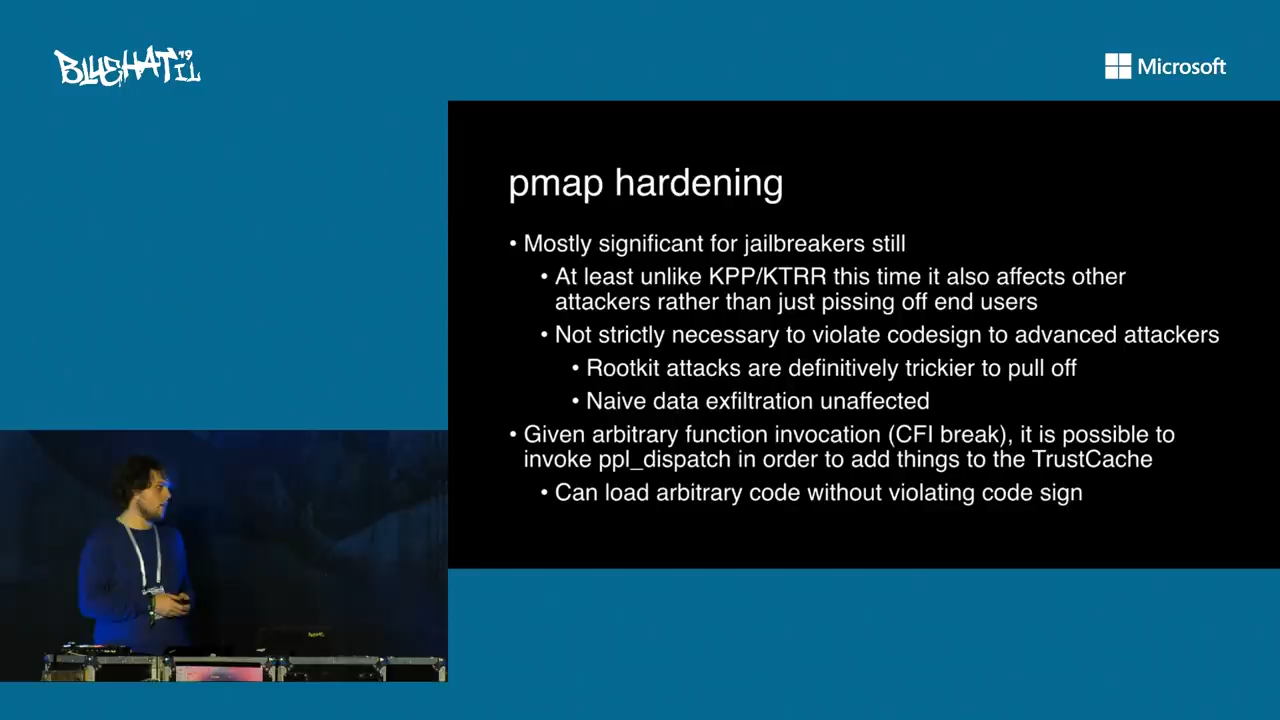 BLUEHAT IL 19
Microsoft
pmap hardening
• Mostly significant for jailbreakers still
• At least unlike KPP/KTRR this time it also affects other
attackers rather than just pissing off end users
• Not strictly necessary to violate codesign to advanced attackers
• Rootkit attacks are definitively trickier to pull off
• Naive data exfiltration unaffected
• Given arbitrary function invocation (CFI break), it is possible to
invoke ppl_dispatch in order to add things to the TrustCache
• Can load arbitrary code without violating code sign